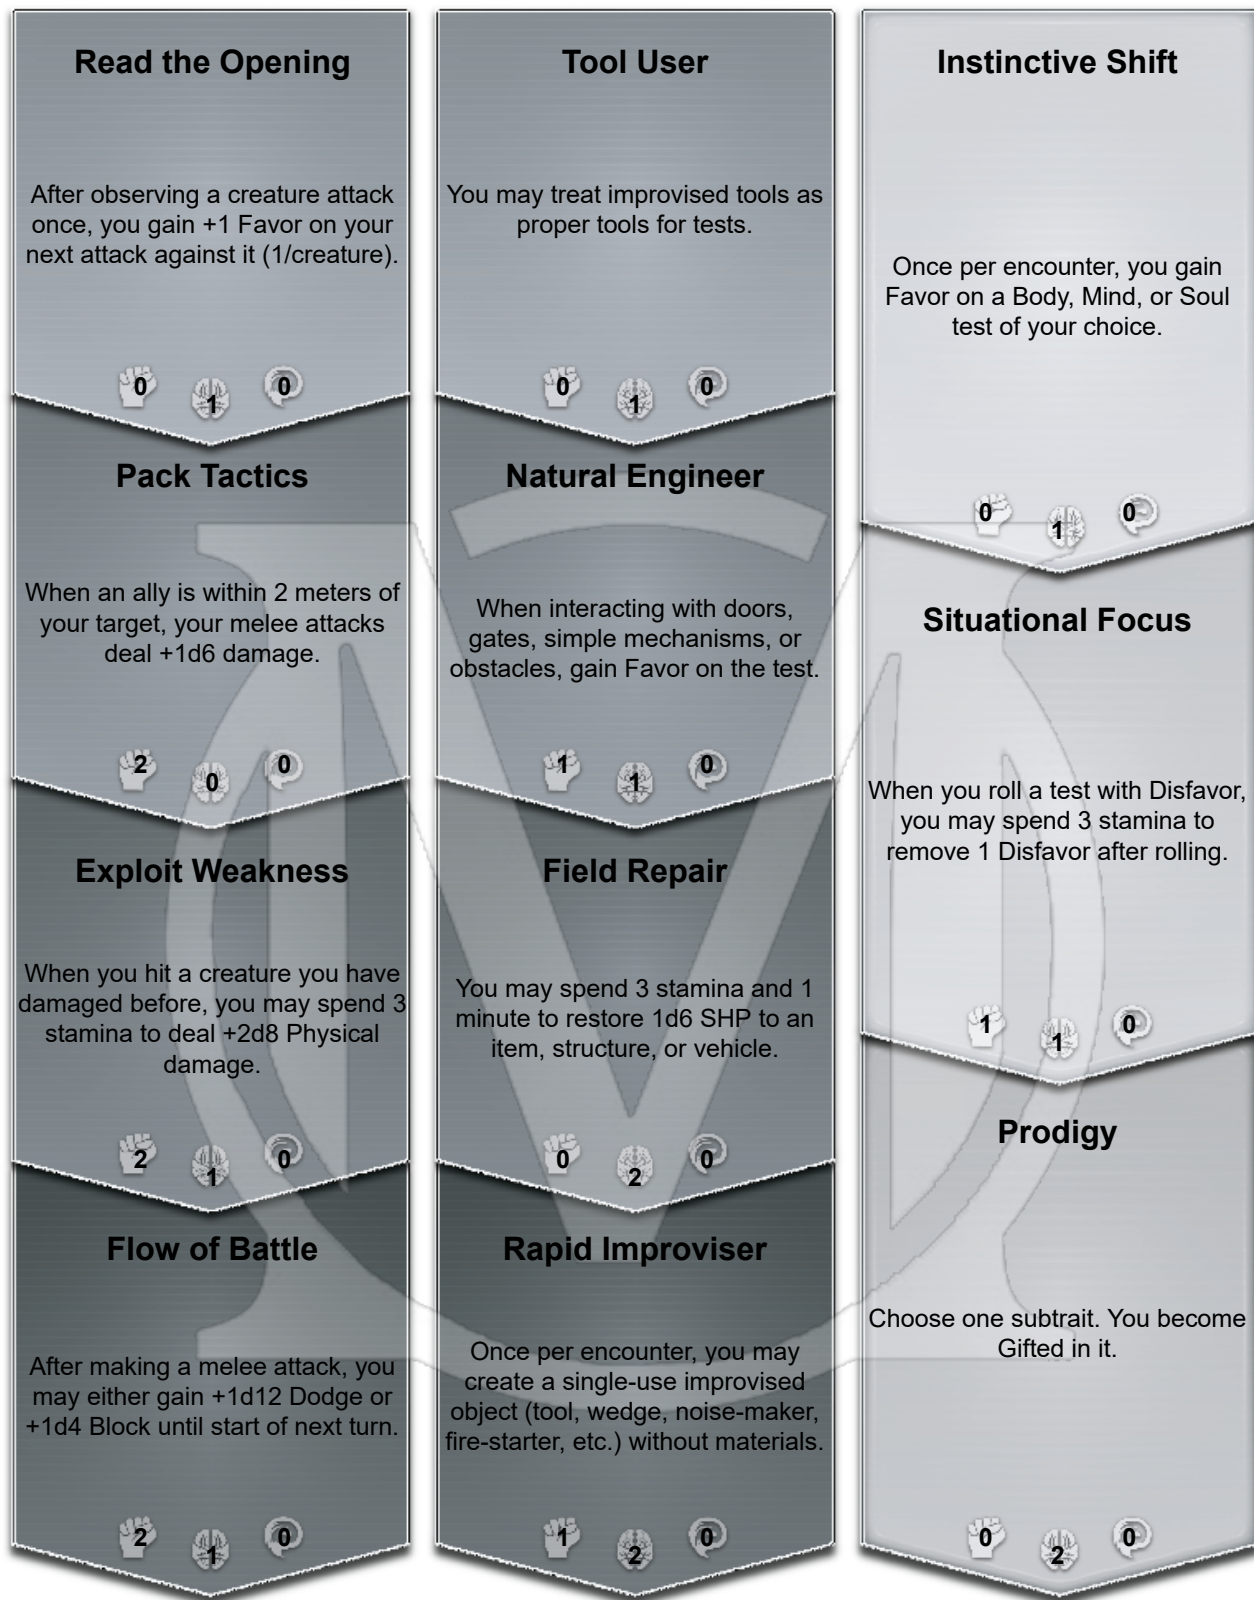 Read the Opening
After observing a creature attack
once, you gain +1 Favor on your
next attack against it (1/creature).
0
1
0
Pack Tactics
When an ally is within 2 meters of
your target, your melee attacks
deal +1d6 damage.
2
0
0
Exploit Weakness
When you hit a creature you have
damaged before, you may spend 3
stamina to deal +2d8 Physical
damage.
2
1
0
Flow of Battle
After making a melee attack, you
may either gain +1d12 Dodge or
+1d4 Block until start of next turn.
2
1
0
Tool User
You may treat improvised tools as
proper tools for tests.
0
1
0
Natural Engineer
When interacting with doors,
gates, simple mechanisms, or
obstacles, gain Favor on the test.
1
1
0
Field Repair
You may spend 3 stamina and 1
minute to restore 1d6 SHP to an
item, structure, or vehicle.
0
2
0
Rapid Improviser
Once per encounter, you may
create a single-use improvised
object (tool, wedge, noise-maker,
fire-starter, etc.) without materials.
1
2
0
Instinctive Shift
Once per encounter, you gain
Favor on a Body, Mind, or Soul
test of your choice.
0
1
0
Situational Focus
When you roll a test with Disfavor,
you may spend 3 stamina to
remove 1 Disfavor after rolling.
1
1
0
Prodigy
Choose one subtrait. You become
Gifted in it.
0
2
0